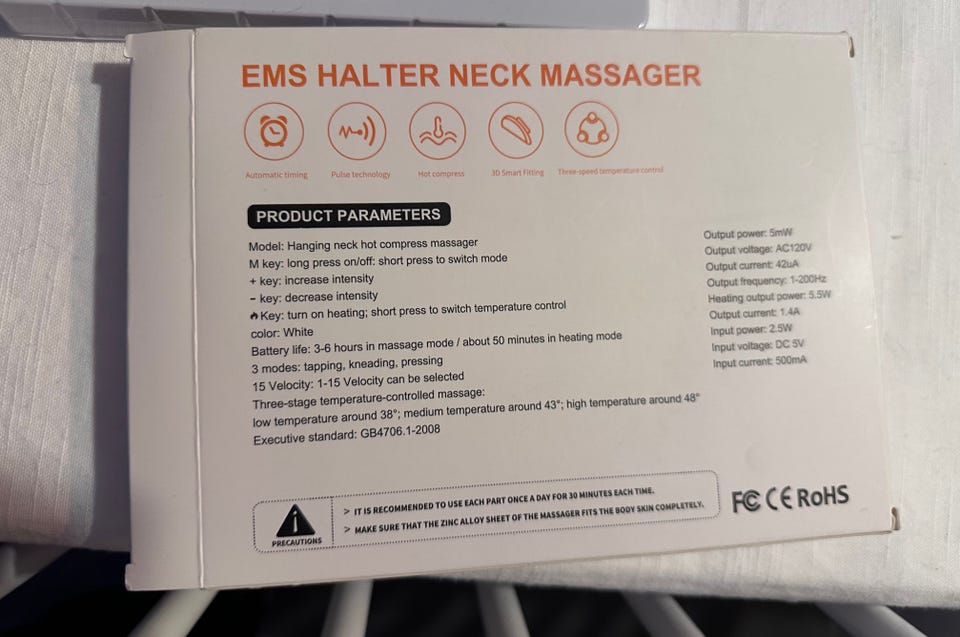 EMS HALTER NECK MASSAGER
Automatic timing
Pulse technology
Hot compress
3D Smart Fitting
Three-speed temperature control
PRODUCT PARAMETERS
Model: Hanging neck hot compress massager
M key: long press on/off: short press to switch mode
+ key: increase intensity
- key: decrease intensity
Key: turn on heating; short press to switch temperature control
color: White
Battery life: 3-6 hours in massage mode / about 50 minutes in heating mode
3 modes: tapping, kneading, pressing
15 Velocity: 1-15 Velocity can be selected
Three-stage temperature-controlled massage:
low temperature around 38°; medium temperature around 43°; high temperature around 48°
Executive standard: GB4706.1-2008
Output power: 5mW
Output voltage: AC120V
Output current: 42uA
Output frequency: 1-200Hz
Heating output power: 5.5W
Output current: 1.4A
Input power: 2.5W
Input voltage: DC 5V
Input current: 500mA
PRECAUTIONS
> IT IS RECOMMENDED TO USE EACH PART ONCE A DAY FOR 30 MINUTES EACH TIME.
> MAKE SURE THAT THE ZINC ALLOY SHEET OF THE MASSAGER FITS THE BODY SKIN COMPLETELY.
FC CE RoHS